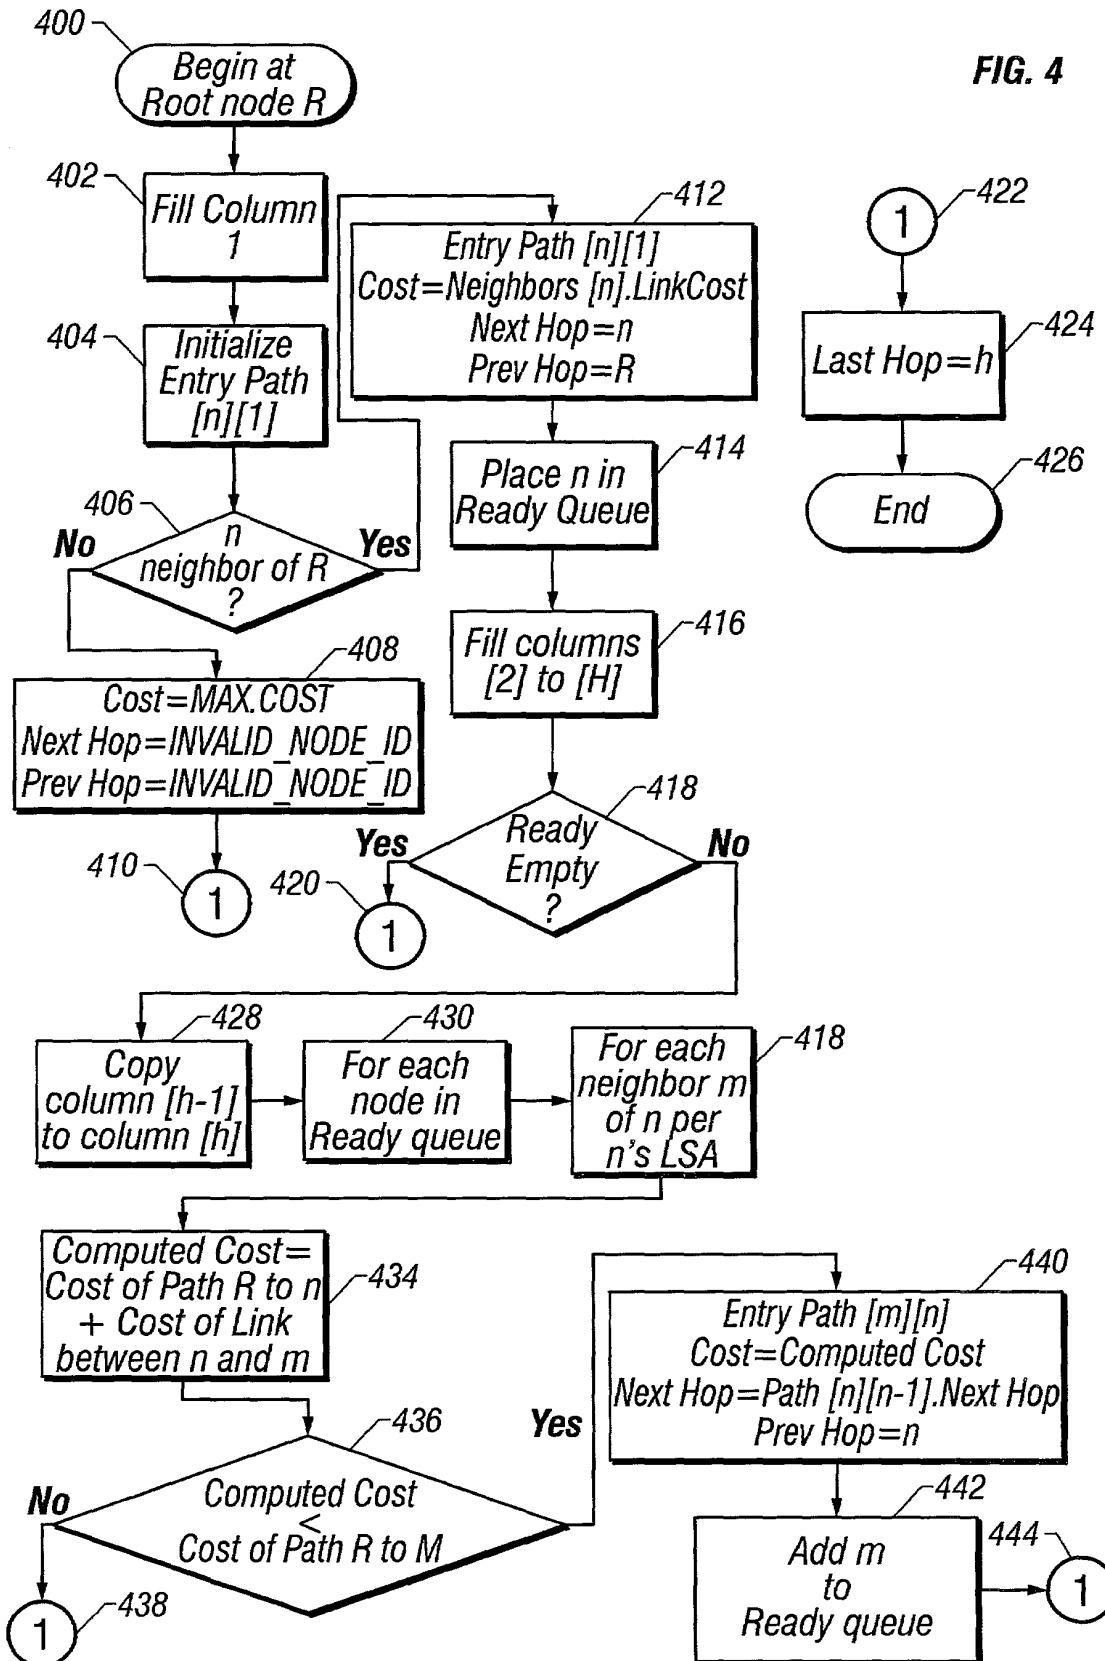 FIG. 4
400
Begin at
Root node R
402
Fill Column
1
404
Initialize
Entry Path
[n][1]
406
n
neighbor of R
?
No
Yes
408
Cost=MAX.COST
Next Hop=INVALID_NODE_ID
Prev Hop=INVALID_NODE_ID
410
1
412
Entry Path [n][1]
Cost=Neighbors [n].LinkCost
Next Hop=n
Prev Hop=R
414
Place n in
Ready Queue
416
Fill columns
[2] to [H]
418
Ready
Empty
?
Yes
No
420
1
422
1
424
Last Hop=h
426
End
428
Copy
column [h-1]
to column [h]
430
For each
node in
Ready queue
418
For each
neighbor m
of n per
n's LSA
434
Computed Cost=
Cost of Path R to n
+ Cost of Link
between n and m
436
Computed Cost
<
Cost of Path R to M
No
Yes
438
1
440
Entry Path [m][n]
Cost=Computed Cost
Next Hop=Path [n][n-1].Next Hop
Prev Hop=n
442
Add m
to
Ready queue
444
1